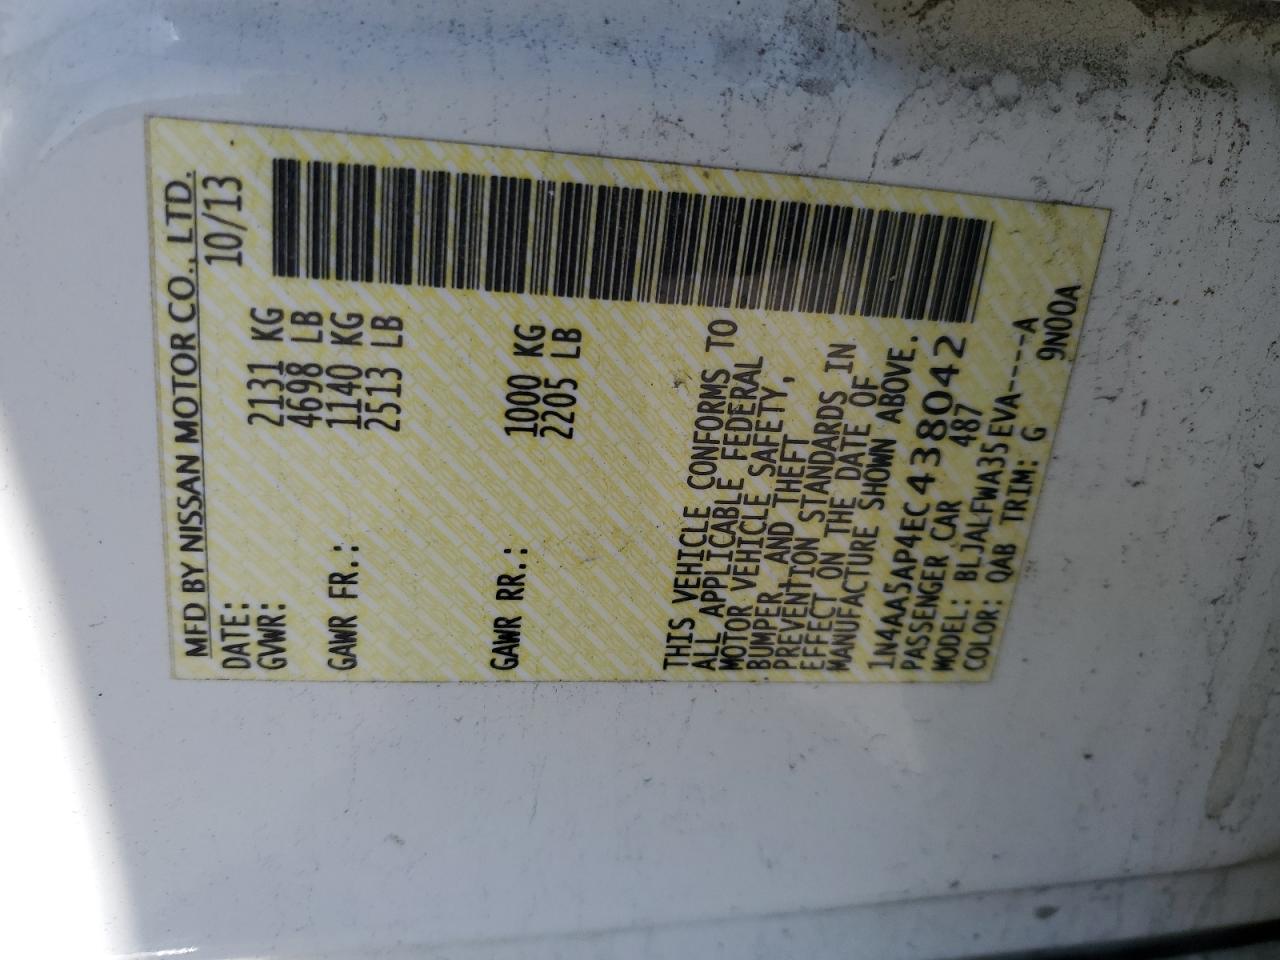 MFD BY NISSAN MOTOR CO., LTD.
DATE: 10/13
GVWR: 2131 KG
4698 LB
GAWR FR.: 1140 KG
2513 LB
GAWR RR.: 1000 KG
2205 LB
THIS VEHICLE CONFORMS TO
ALL APPLICABLE FEDERAL
MOTOR VEHICLE SAFETY,
BUMPER, AND THEFT
PREVENTION STANDARDS IN
EFFECT ON THE DATE OF
MANUFACTURE SHOWN ABOVE.
1N4AA5AP4EC438042
PASSENGER CAR 487
MODEL: BLJALFWA35EVA----A
COLOR: QAB TRIM: G 9N00A